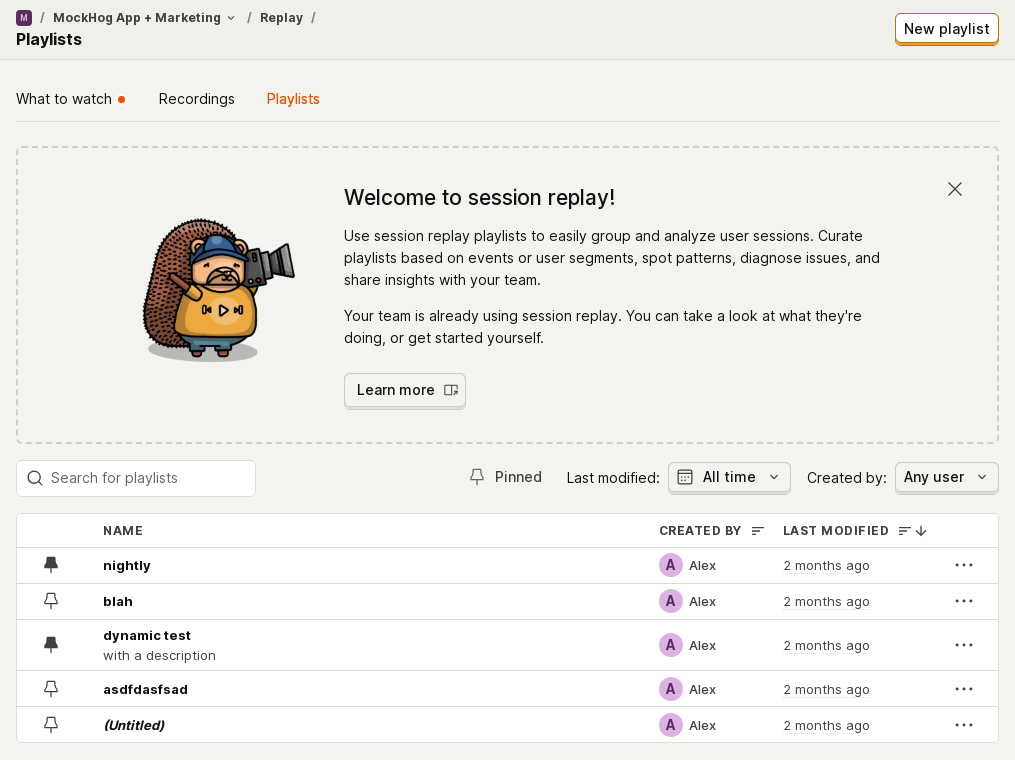 M / MockHog App + Marketing / Replay /
Playlists
New playlist
What to watch
Recordings
Playlists
Welcome to session replay!
Use session replay playlists to easily group and analyze user sessions. Curate
playlists based on events or user segments, spot patterns, diagnose issues, and
share insights with your team.
Your team is already using session replay. You can take a look at what they're
doing, or get started yourself.
Learn more
Search for playlists
Pinned
Last modified:
All time
Created by:
Any user
NAME CREATED BY LAST MODIFIED
nightly A Alex 2 months ago
blah A Alex 2 months ago
dynamic test
with a description
A Alex 2 months ago
asdfdasfsad A Alex 2 months ago
(Untitled) A Alex 2 months ago